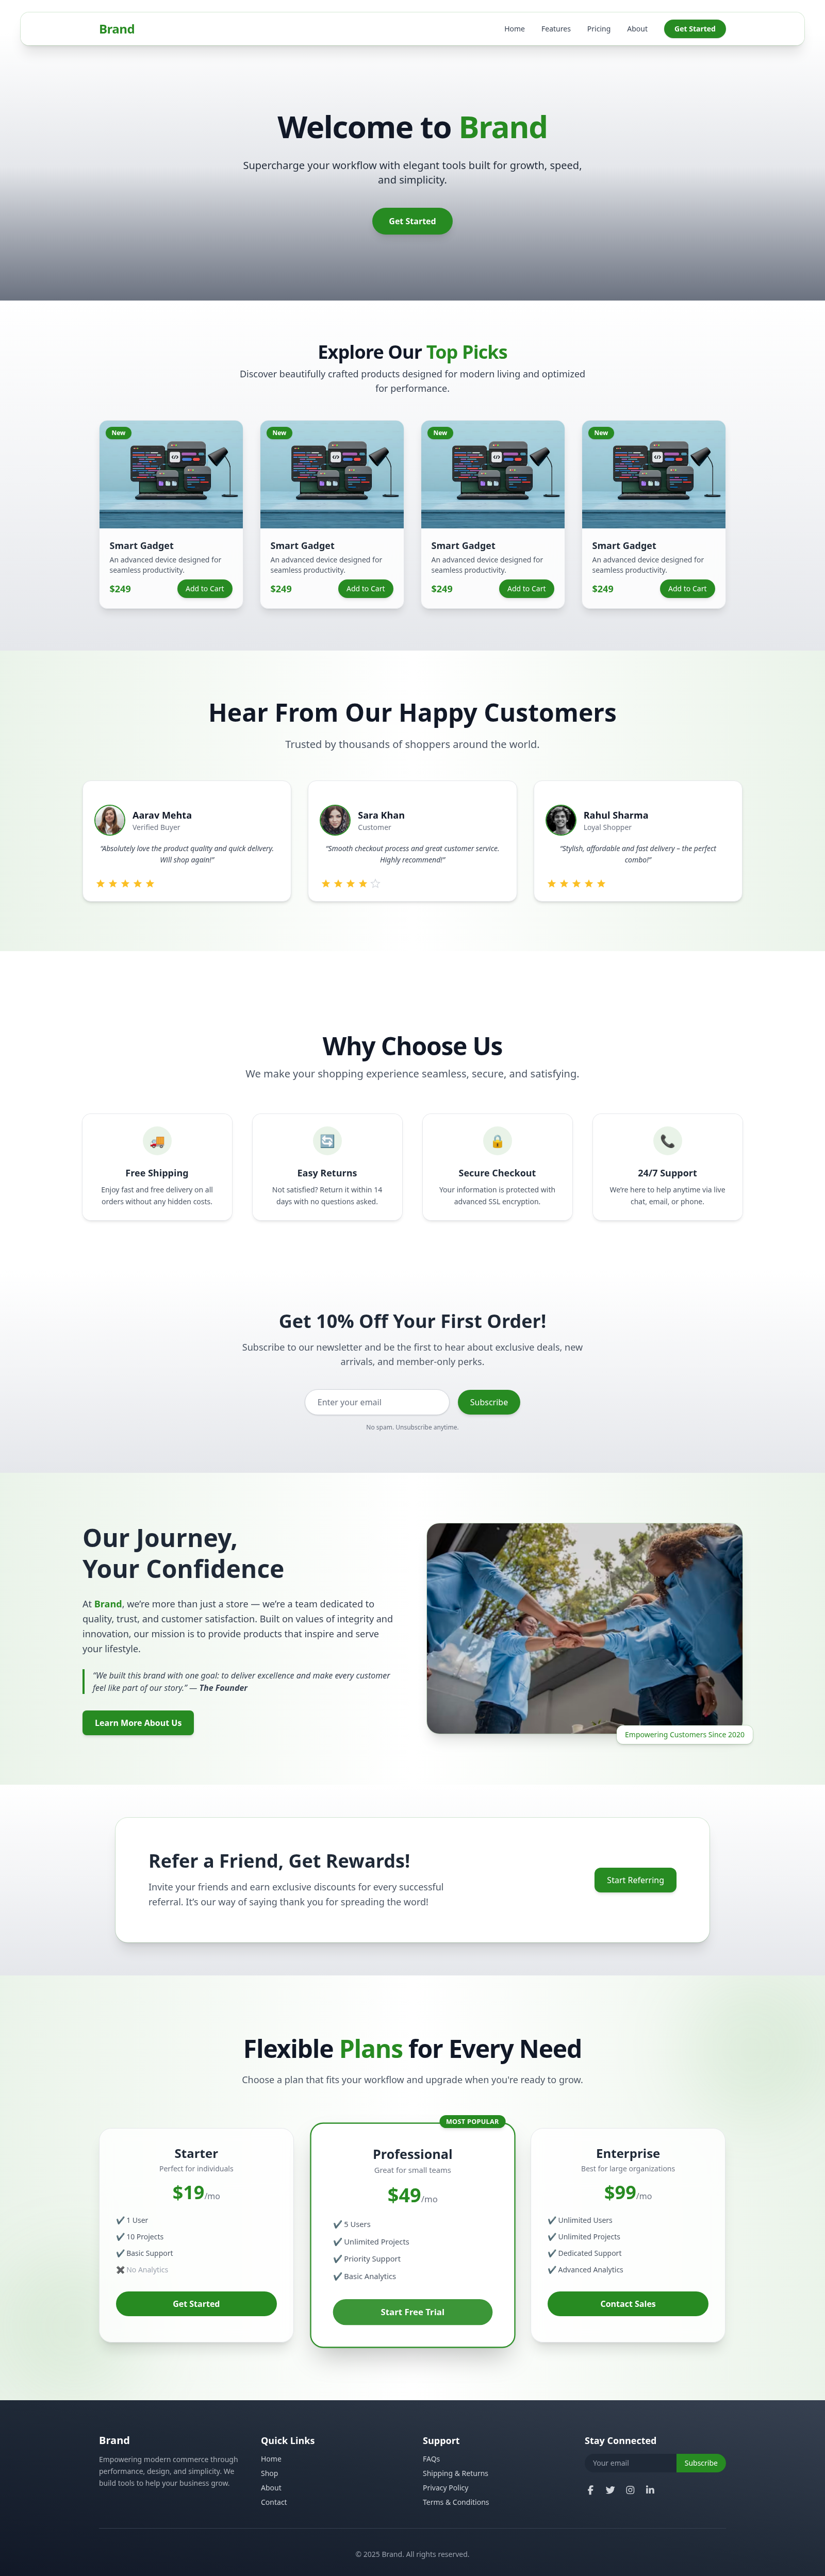 Brand
Home
Features
Pricing
About
Get Started
Welcome to Brand
Supercharge your workflow with elegant tools built for growth, speed,
and simplicity.
Get Started
Explore Our Top Picks
Discover beautifully crafted products designed for modern living and optimized
for performance.
New
Smart Gadget
An advanced device designed for
seamless productivity.
$249
Add to Cart
New
Smart Gadget
An advanced device designed for
seamless productivity.
$249
Add to Cart
New
Smart Gadget
An advanced device designed for
seamless productivity.
$249
Add to Cart
New
Smart Gadget
An advanced device designed for
seamless productivity.
$249
Add to Cart
Hear From Our Happy Customers
Trusted by thousands of shoppers around the world.
Aarav Mehta
Verified Buyer
“Absolutely love the product quality and quick delivery.
Will shop again!”
Sara Khan
Customer
“Smooth checkout process and great customer service.
Highly recommend!”
Rahul Sharma
Loyal Shopper
“Stylish, affordable and fast delivery – the perfect
combo!”
Why Choose Us
We make your shopping experience seamless, secure, and satisfying.
Free Shipping
Enjoy fast and free delivery on all
orders without any hidden costs.
Easy Returns
Not satisfied? Return it within 14
days with no questions asked.
Secure Checkout
Your information is protected with
advanced SSL encryption.
24/7 Support
We’re here to help anytime via live
chat, email, or phone.
Get 10% Off Your First Order!
Subscribe to our newsletter and be the first to hear about exclusive deals, new
arrivals, and member-only perks.
Enter your email
Subscribe
No spam. Unsubscribe anytime.
Our Journey,
Your Confidence
At Brand, we’re more than just a store — we’re a team dedicated to
quality, trust, and customer satisfaction. Built on values of integrity and
innovation, our mission is to provide products that inspire and serve
your lifestyle.
“We built this brand with one goal: to deliver excellence and make every customer
feel like part of our story.” — The Founder
Learn More About Us
Empowering Customers Since 2020
Refer a Friend, Get Rewards!
Invite your friends and earn exclusive discounts for every successful
referral. It’s our way of saying thank you for spreading the word!
Start Referring
Flexible Plans for Every Need
Choose a plan that fits your workflow and upgrade when you're ready to grow.
Starter
Perfect for individuals
$19/mo
✔ 1 User
✔ 10 Projects
✔ Basic Support
✖ No Analytics
Get Started
MOST POPULAR
Professional
Great for small teams
$49/mo
✔ 5 Users
✔ Unlimited Projects
✔ Priority Support
✔ Basic Analytics
Start Free Trial
Enterprise
Best for large organizations
$99/mo
✔ Unlimited Users
✔ Unlimited Projects
✔ Dedicated Support
✔ Advanced Analytics
Contact Sales
Brand
Empowering modern commerce through
performance, design, and simplicity. We
build tools to help your business grow.
Quick Links
Home
Shop
About
Contact
Support
FAQs
Shipping & Returns
Privacy Policy
Terms & Conditions
Stay Connected
Your email
Subscribe
© 2025 Brand. All rights reserved.